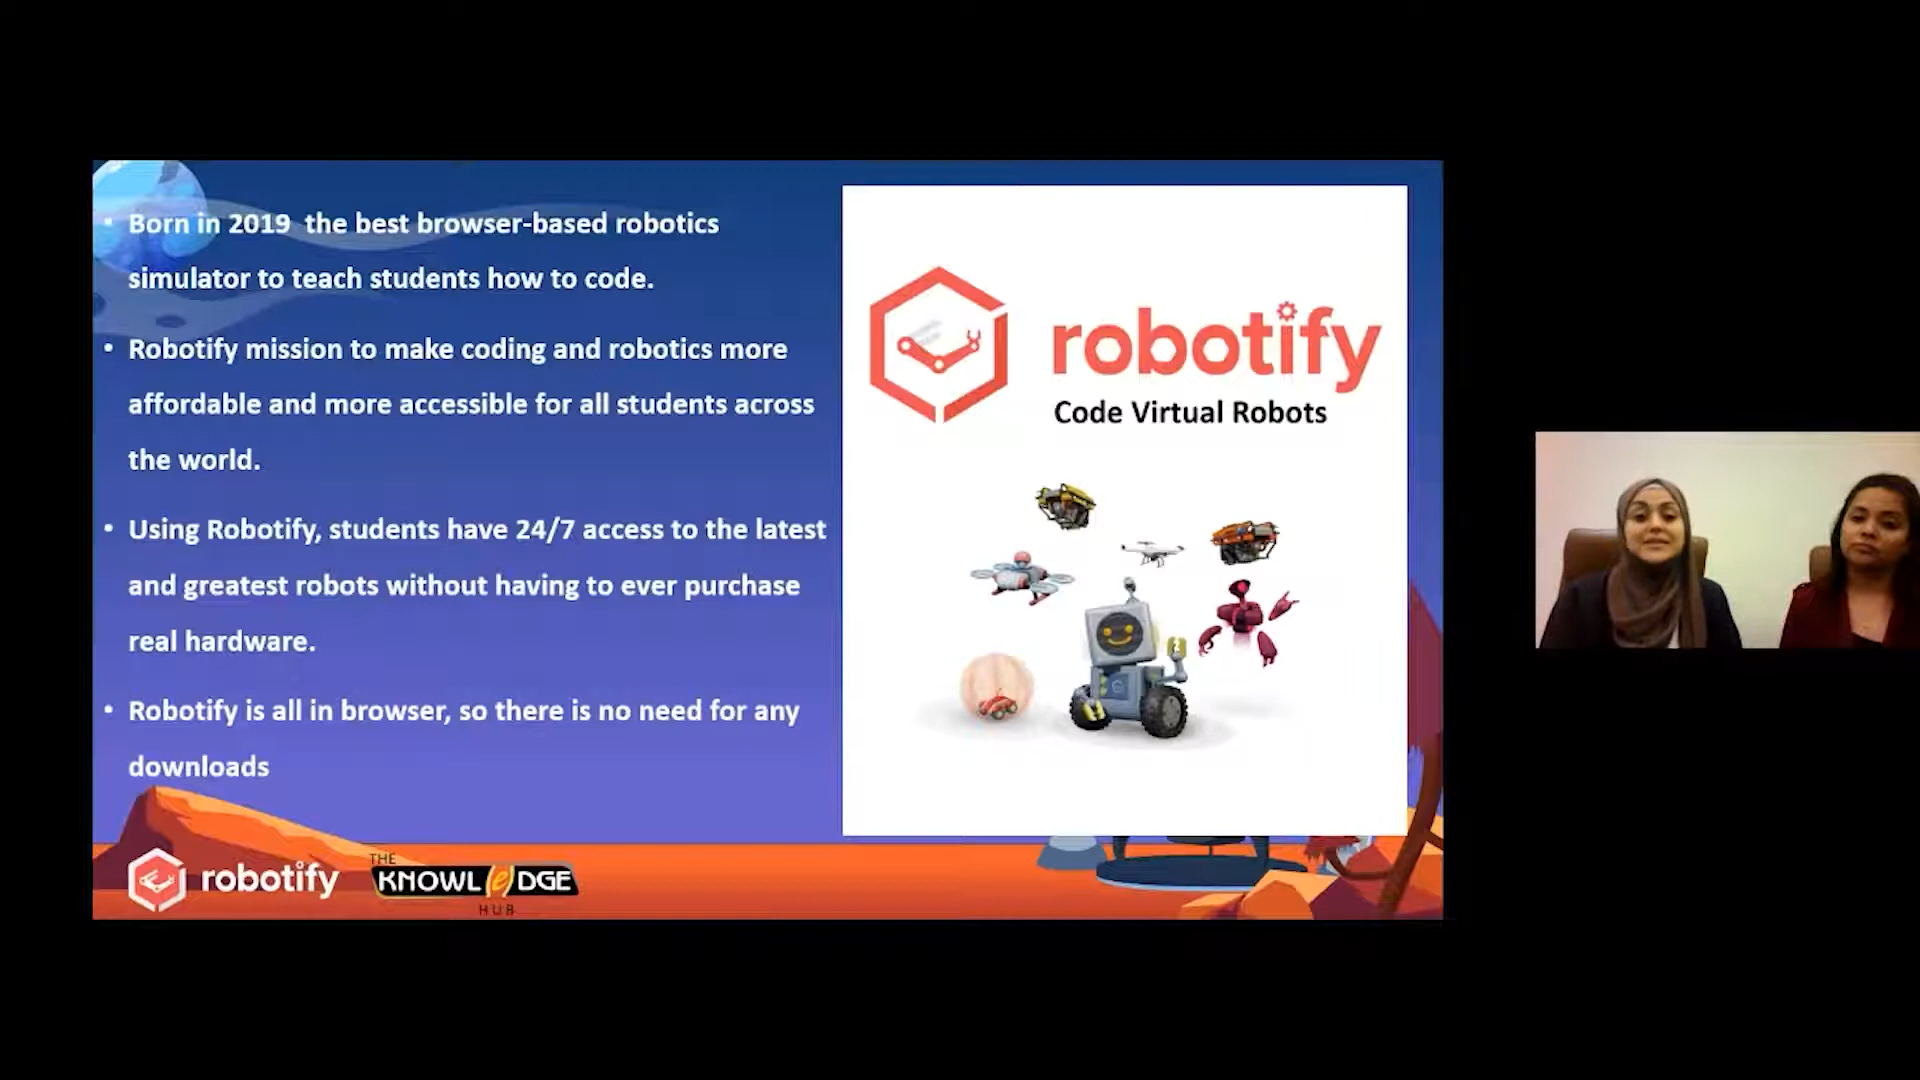 • Born in 2019 the best browser-based robotics
simulator to teach students how to code.
• Robotify mission to make coding and robotics more
affordable and more accessible for all students across
the world.
• Using Robotify, students have 24/7 access to the latest
and greatest robots without having to ever purchase
real hardware.
• Robotify is all in browser, so there is no need for any
downloads
robotify
Code Virtual Robots
robotify
THE
KNOWL(e)DGE
HUB